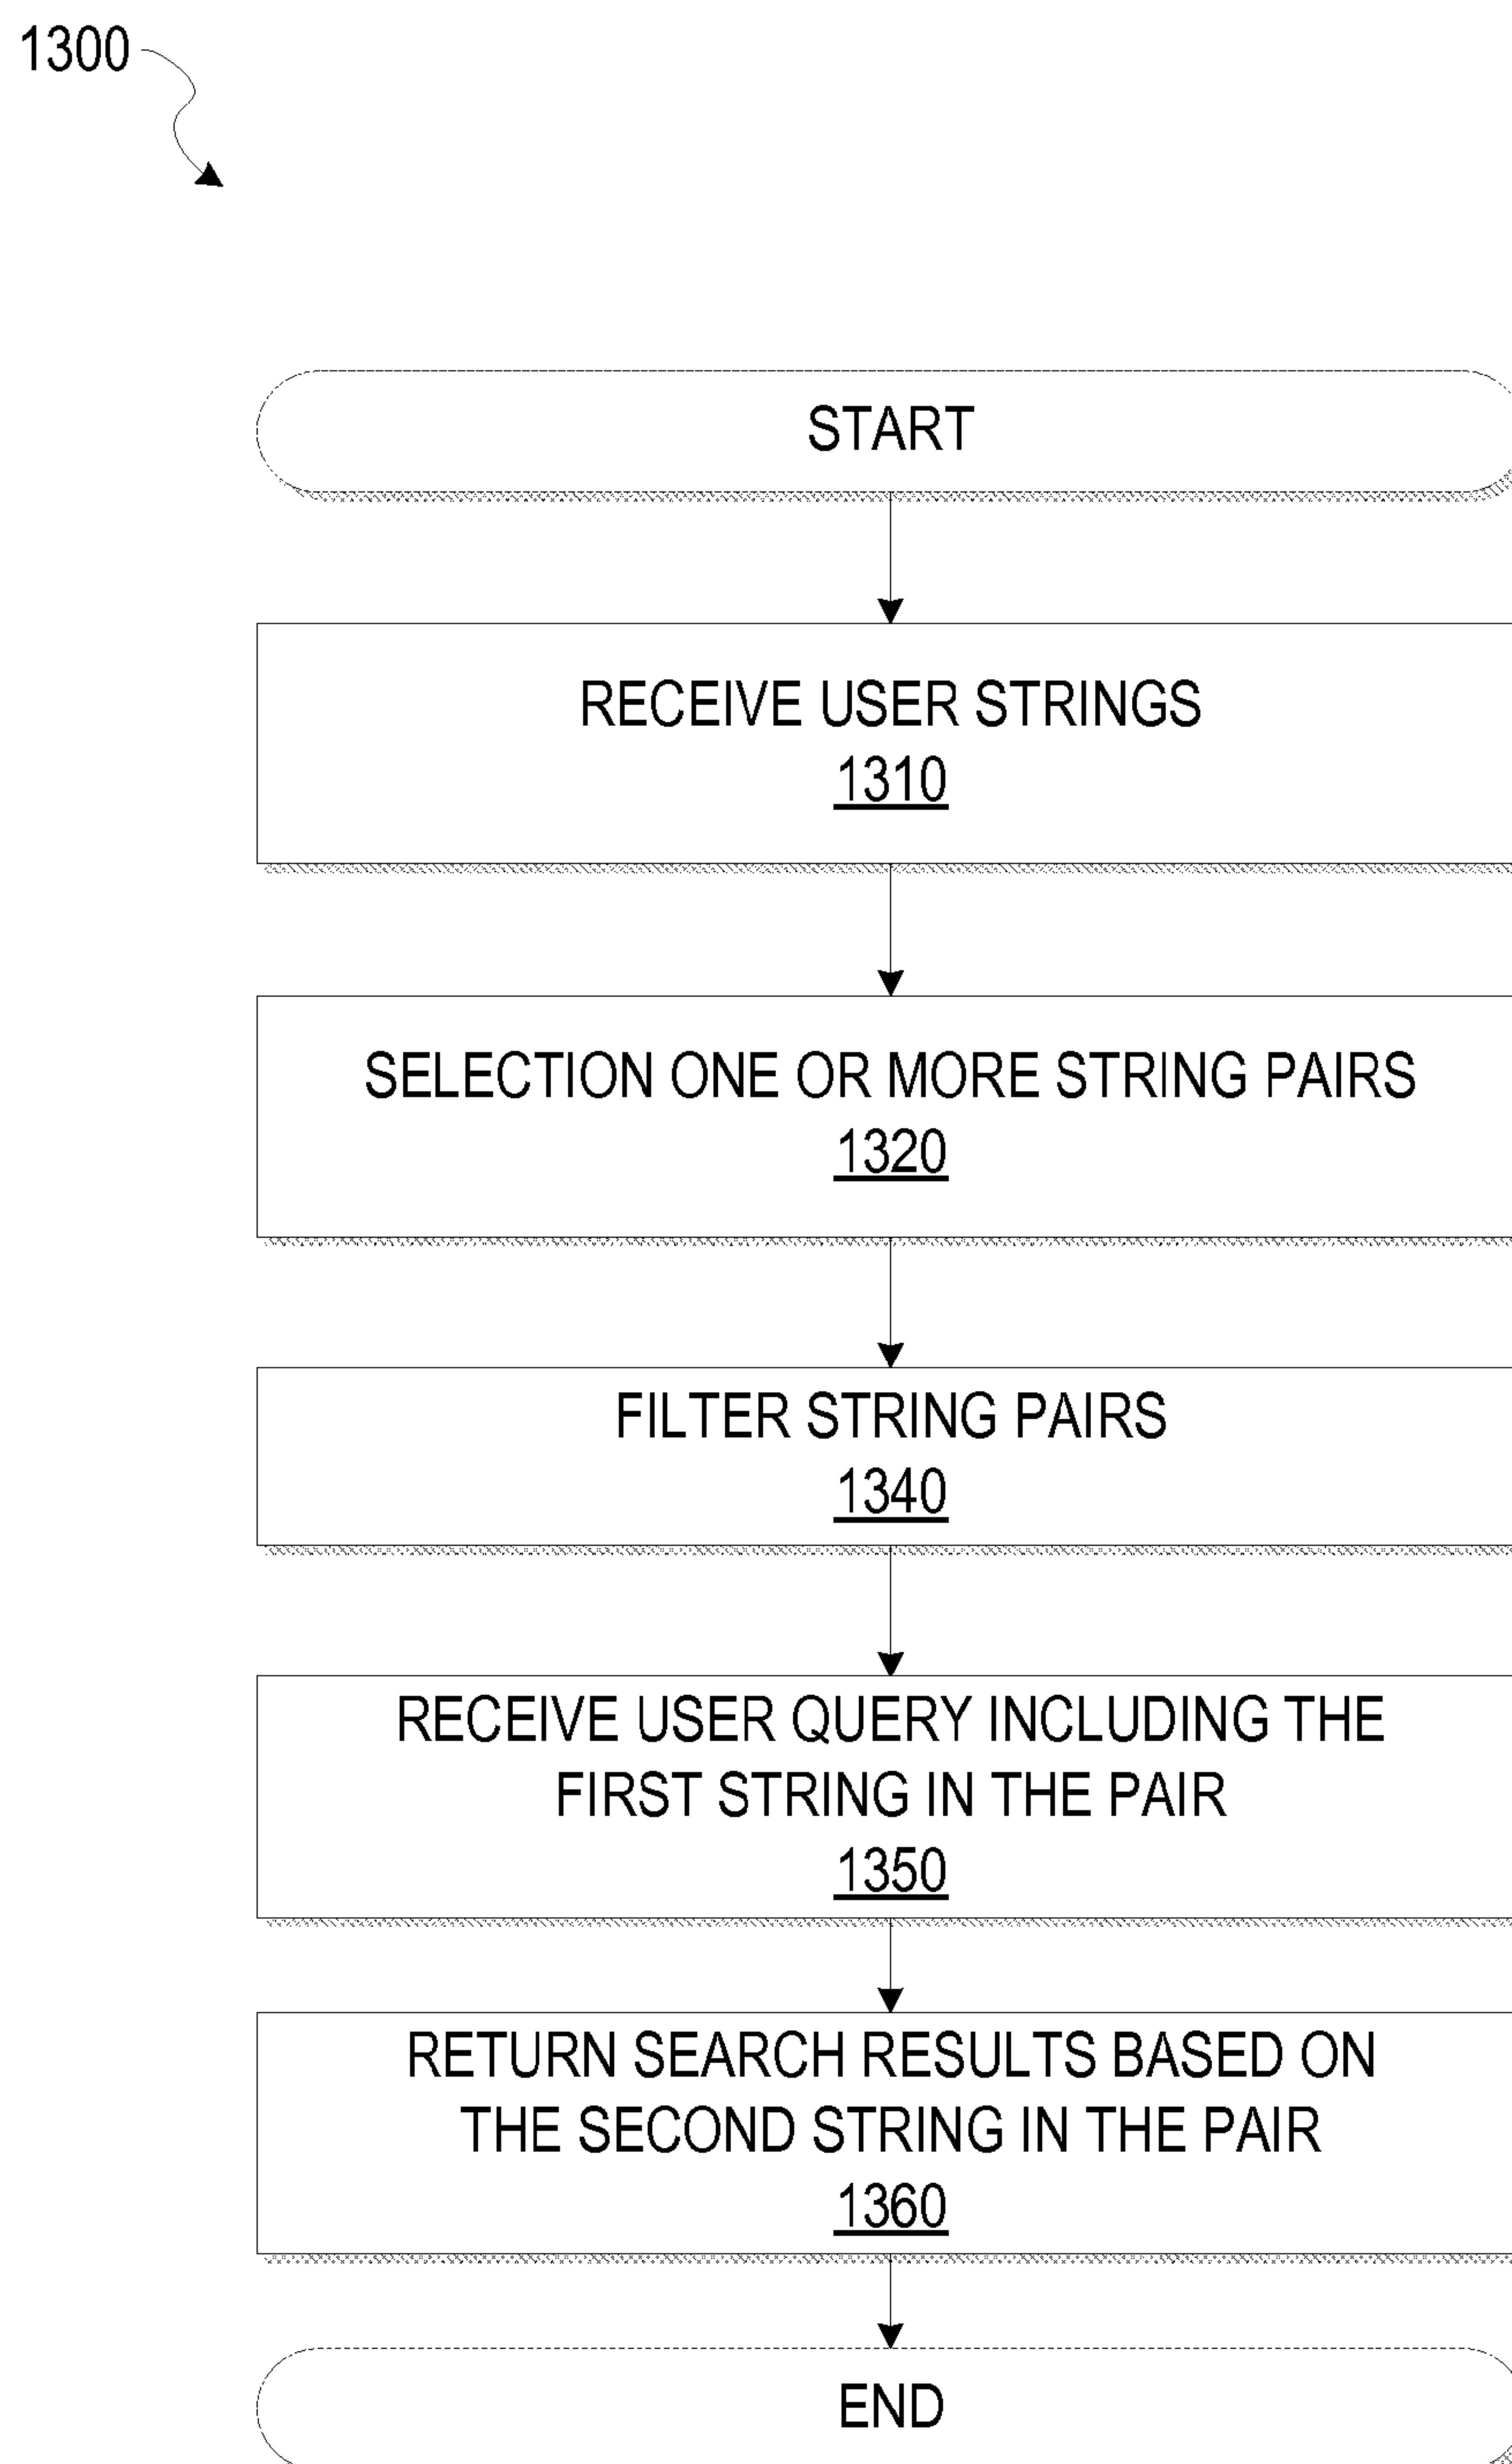 1300
START
RECEIVE USER STRINGS
1310
SELECTION ONE OR MORE STRING PAIRS
1320
FILTER STRING PAIRS
1340
RECEIVE USER QUERY INCLUDING THE
FIRST STRING IN THE PAIR
1350
RETURN SEARCH RESULTS BASED ON
THE SECOND STRING IN THE PAIR
1360
END